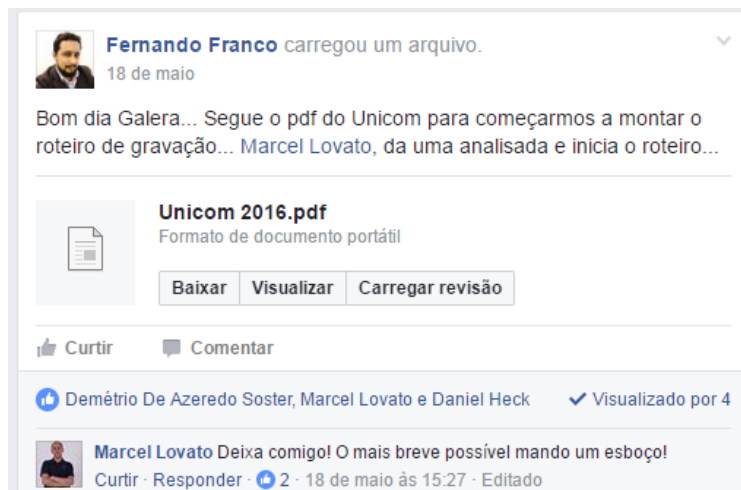 Fernando Franco carregou um arquivo.
18 de maio
Bom dia Galera... Segue o pdf do Unicom para começarmos a montar o
roteiro de gravação... Marcel Lovato, da uma analisada e inicia o roteiro...
Unicom 2016.pdf
Formato de documento portátil
Baixar Visualizar Carregar revisão
Curtir Comentar
Demétrio De Azeredo Soster, Marcel Lovato e Daniel Heck Visualizado por 4
Marcel Lovato Deixa comigo! O mais breve possível mando um esboço!
Curtir · Responder · 2 · 18 de maio às 15:27 · Editado